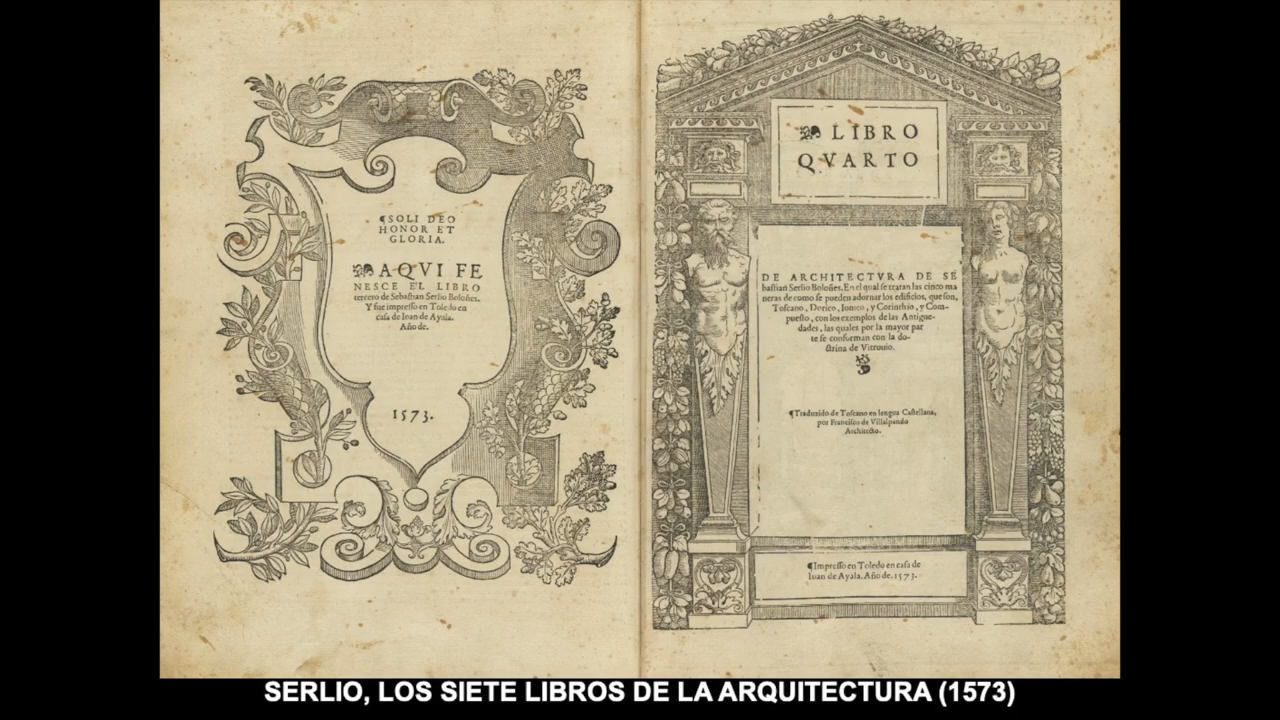 ¶SOLI DEO
HONOR ET
GLORIA.
AQVI FE
NESCE EL LIBRO
tercero de Sebastian Serlio Boloñes.
Y fue impresso en Toledo en
casa de Iuan de Ayala.
Año de.
1573.
LIBRO
QVARTO
DE ARCHITECTVRA DE SE
bastian Serlio Boloñes. En el qual se tratan las cinco ma
neras de como se pueden adornar los edificios, que son,
Toscano, Dorico, Ionico, y Corinthio, y Com-
puesto, con los exemplos de las Antigue-
dades, las quales por la mayor par
te se conforman con la do-
ctrina de Vitruuio.
¶Traduzido de Toscano en lengua Castellana,
por Francisco de Villalpando
Architecto.
¶Impresso en Toledo en casa de
Iuan de Ayala. Año de. 1573.
SERLIO, LOS SIETE LIBROS DE LA ARQUITECTURA (1573)